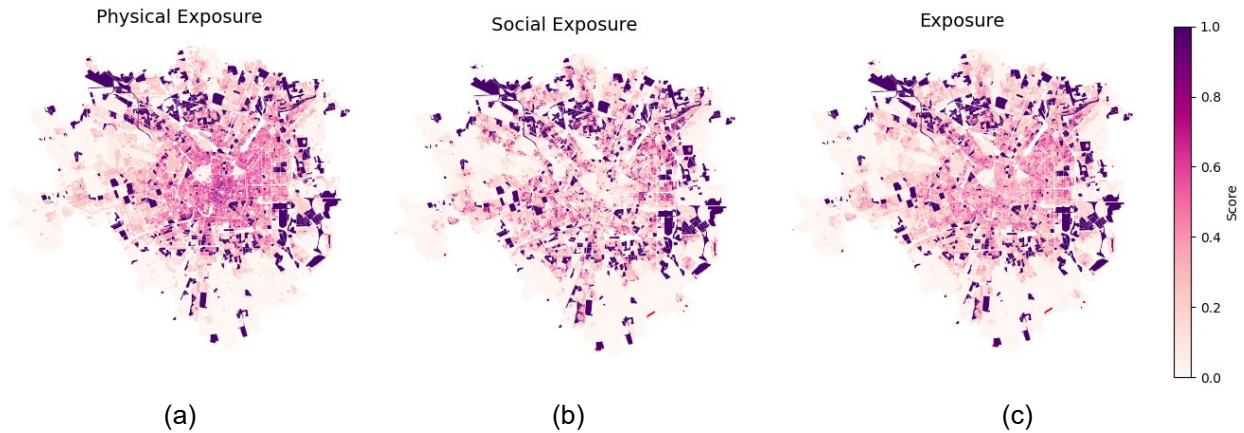 Physical Exposure
Social Exposure
Exposure
1.0
0.8
0.6
0.4
0.2
0.0
Score
(a)
(b)
(c)